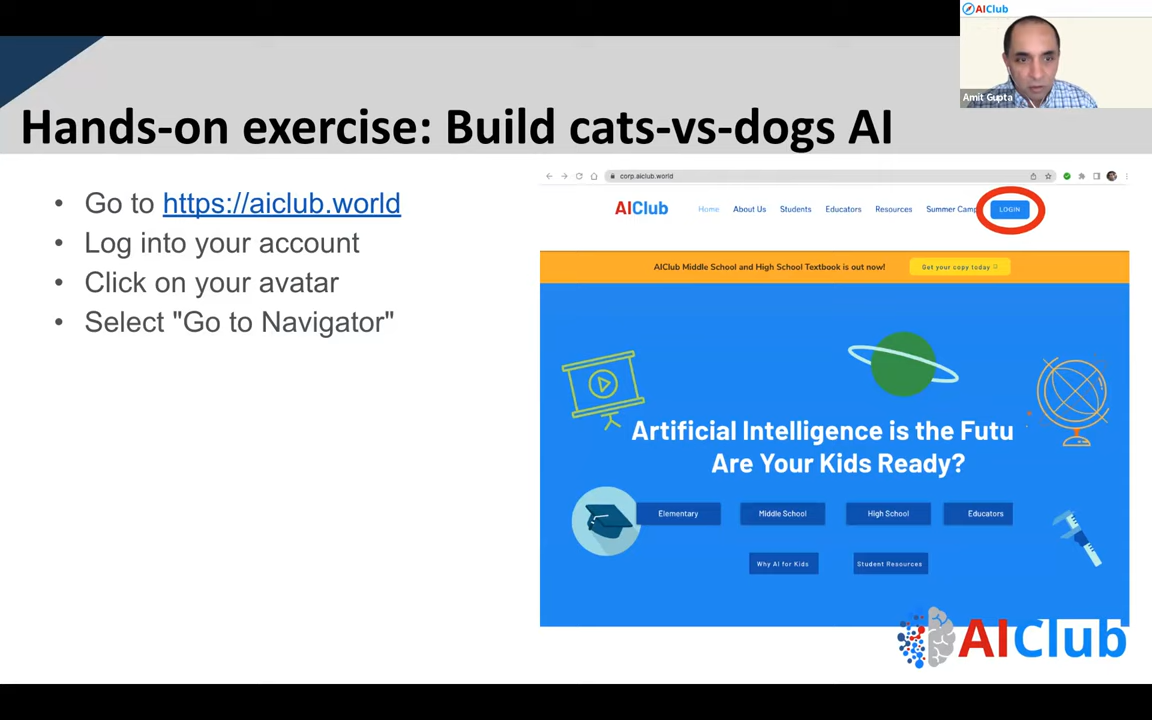 AIClub
Amit Gupta
Hands-on exercise: Build cats-vs-dogs AI
• Go to https://aiclub.world
• Log into your account
• Click on your avatar
• Select "Go to Navigator"
corp.aiclub.world
AIClub Home About Us Students Educators Resources Summer Camp LOGIN
AIClub Middle School and High School Textbook is out now! Get your copy today
Artificial Intelligence is the Futu
Are Your Kids Ready?
Elementary Middle School High School Educators
Why AI for Kids Student Resources
AIClub